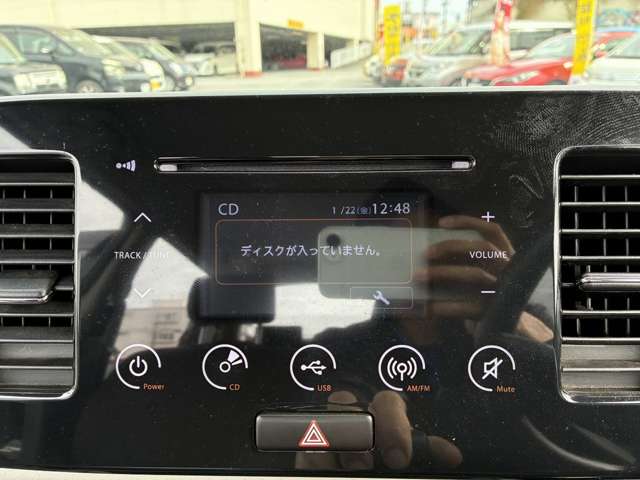 CD 1/22(金)12:48
ディスクが入っていません。
TRACK / TUNE
VOLUME
Power
CD
USB
AM/FM
Mute